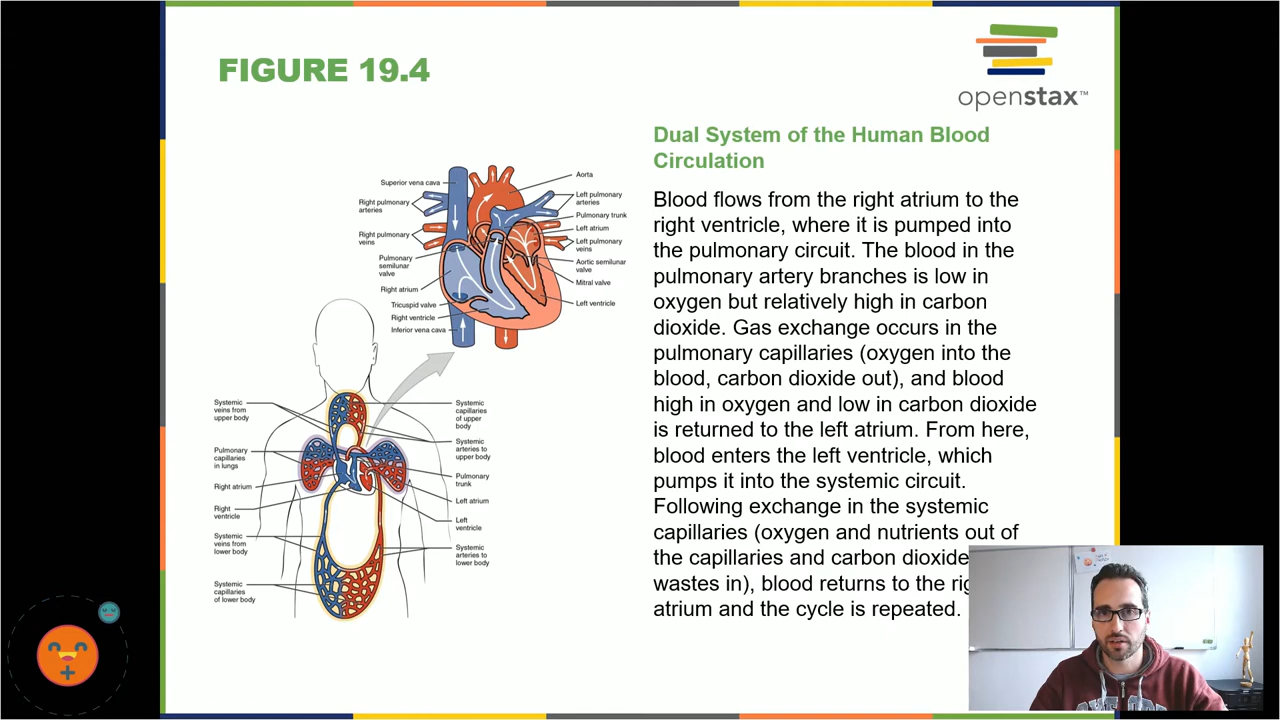 FIGURE 19.4
openstax™
Dual System of the Human Blood
Circulation
Blood flows from the right atrium to the
right ventricle, where it is pumped into
the pulmonary circuit. The blood in the
pulmonary artery branches is low in
oxygen but relatively high in carbon
dioxide. Gas exchange occurs in the
pulmonary capillaries (oxygen into the
blood, carbon dioxide out), and blood
high in oxygen and low in carbon dioxide
is returned to the left atrium. From here,
blood enters the left ventricle, which
pumps it into the systemic circuit.
Following exchange in the systemic
capillaries (oxygen and nutrients out of
the capillaries and carbon dioxide
wastes in), blood returns to the
atrium and the cycle is repeated.
Superior vena cava
Right pulmonary
arteries
Right pulmonary
veins
Pulmonary
semilunar
valve
Right atrium
Tricuspid valve
Right ventricle
Inferior vena cava
Aorta
Left pulmonary
arteries
Pulmonary trunk
Left atrium
Left pulmonary
veins
Aortic semilunar
valve
Mitral valve
Left ventricle
Systemic
veins from
upper body
Pulmonary
capillaries
in lungs
Right atrium
Right
ventricle
Systemic
veins from
lower body
Systemic
capillaries
of lower body
Systemic
capillaries
of upper
body
Systemic
arteries to
upper body
Pulmonary
trunk
Left atrium
Left
ventricle
Systemic
arteries to
lower body